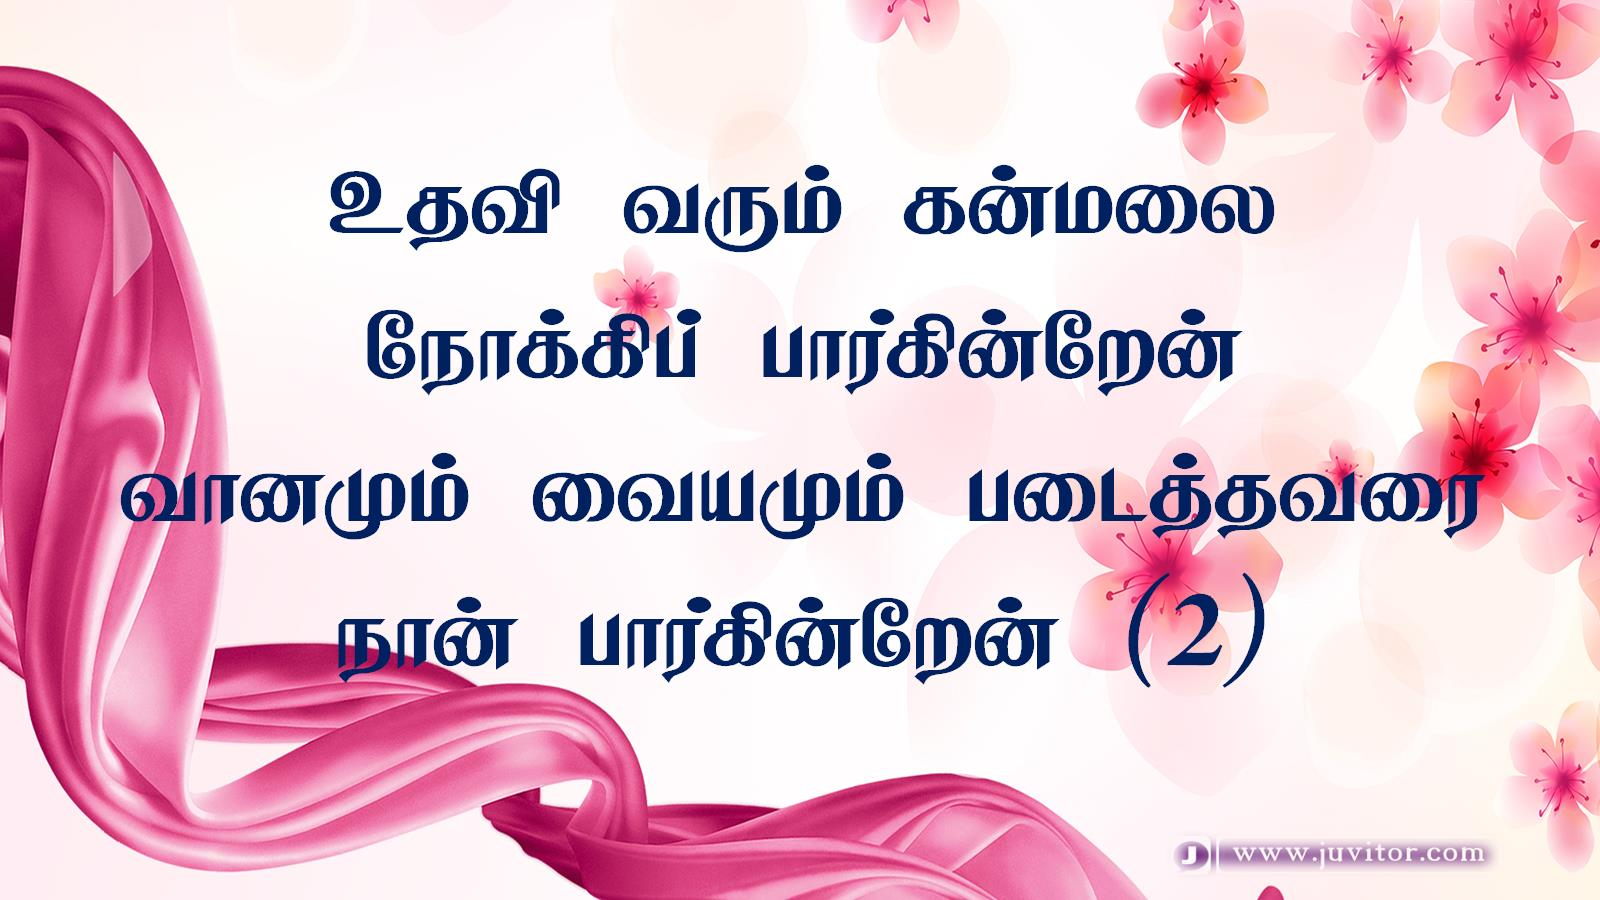 உதவி வரும் கன்மலை
நோக்கிப் பார்கின்றேன்
வானமும் வையமும் படைத்தவரை
நான் பார்கின்றேன் (2)
J www.juvitor.com